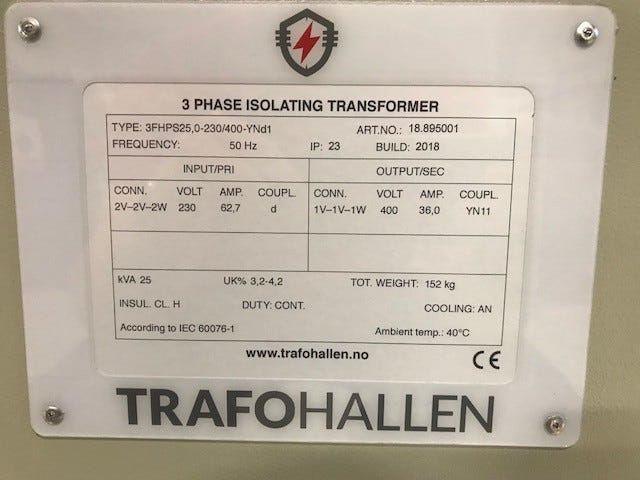 3 PHASE ISOLATING TRANSFORMER
TYPE: 3FHPS25,0-230/400-YNd1 ART.NO.: 18.895001
FREQUENCY: 50 Hz IP: 23 BUILD: 2018
INPUT/PRI OUTPUT/SEC
CONN. VOLT AMP. COUPL. CONN. VOLT AMP. COUPL.
2V–2V–2W 230 62,7 d 1V–1V–1W 400 36,0 YN11
kVA 25 UK% 3,2-4,2 TOT. WEIGHT: 152 kg
INSUL. CL. H DUTY: CONT. COOLING: AN
According to IEC 60076-1 Ambient temp.: 40°C
www.trafohallen.no CE
TRAFOHALLEN